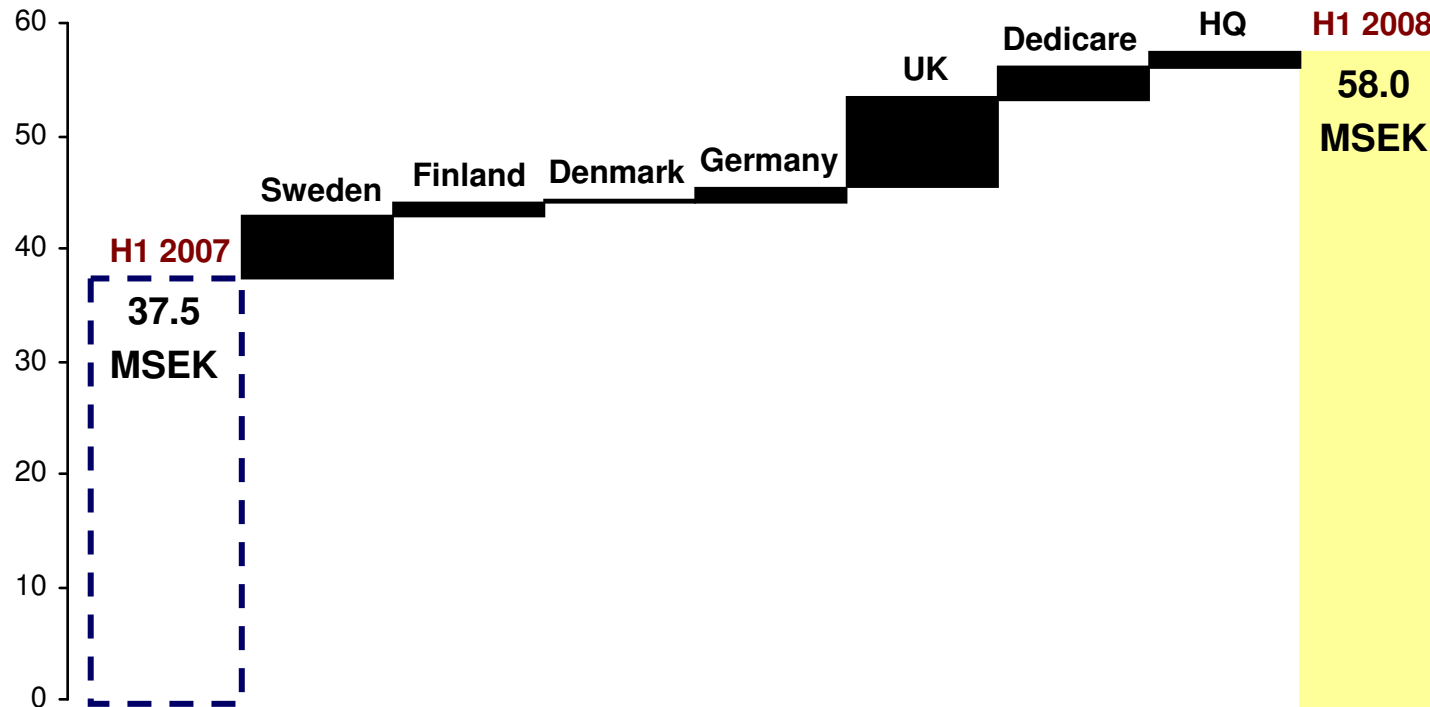 60
50
40
30
20
10
0
H1 2007
37.5
MSEK
Sweden
Finland
Denmark
Germany
UK
Dedicare
HQ
H1 2008
58.0
MSEK